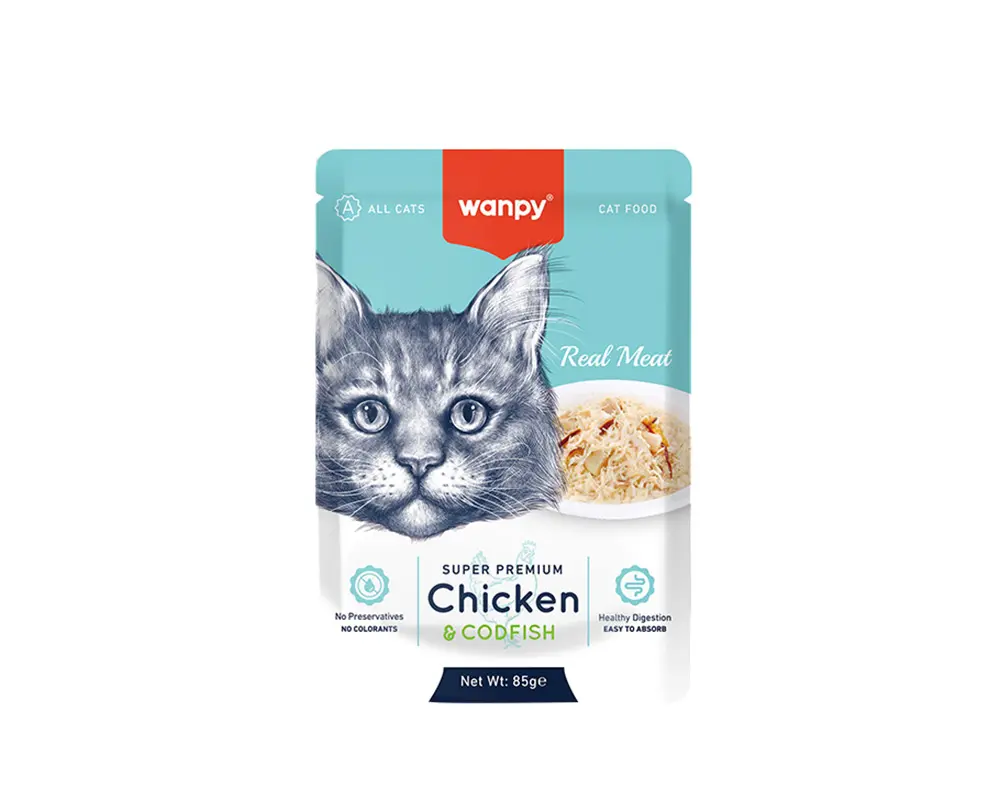 A ALL CATS
wanpy®
CAT FOOD
Real Meat
SUPER PREMIUM
Chicken
& CODFISH
No Preservatives
NO COLORANTS
Healthy Digestion
EASY TO ABSORB
Net Wt: 85g℮